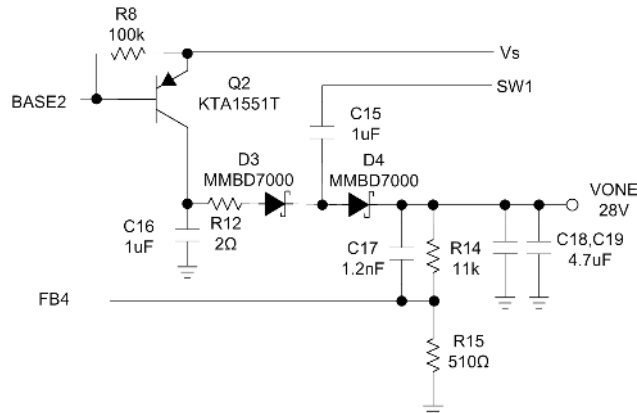 R8
100k
Vs
Q2
KTA1551T
SW1
BASE2
C15
1uF
D3
MMBD7000
D4
MMBD7000
VONE
28V
C16
1uF
R12
2Ω
C17
1.2nF
R14
11k
C18,C19
4.7uF
FB4
R15
510Ω